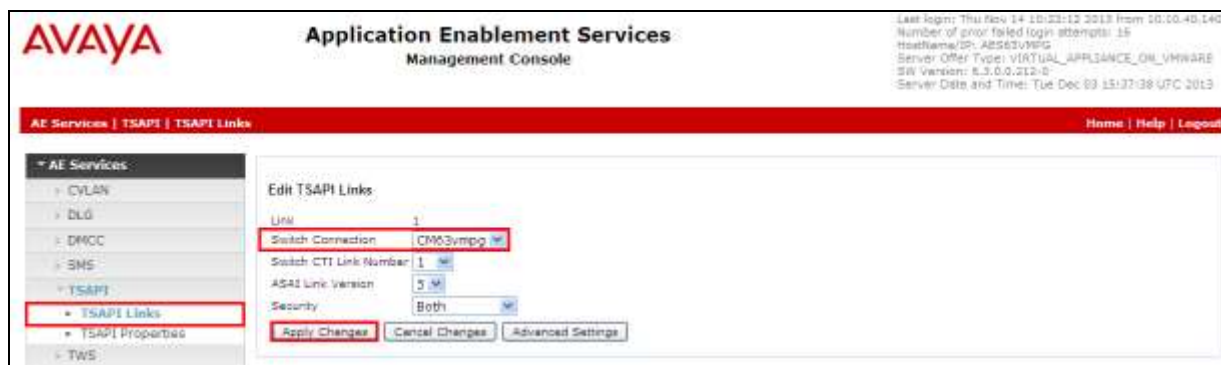 AVAYA
Application Enablement Services
Management Console
Last login: Thu Nov 14 10:23:12 2013 from 10.10.40.140
Number of prior failed login attempts: 16
HostName/IP: AES63VMPG
Server Offer Type: VIRTUAL_APPLIANCE_ON_VMWARE
SW Version: 6.3.0.0.212-0
Server Date and Time: Tue Dec 03 15:37:38 UTC 2013
AE Services | TSAPI | TSAPI Links
Home | Help | Logout
AE Services
CVLAN
DLG
DMCC
SMS
TSAPI
TSAPI Links
TSAPI Properties
TWS
Edit TSAPI Links
Link 1
Switch Connection CM63vmpg
Switch CTI Link Number 1
ASAI Link Version 5
Security Both
Apply Changes Cancel Changes Advanced Settings